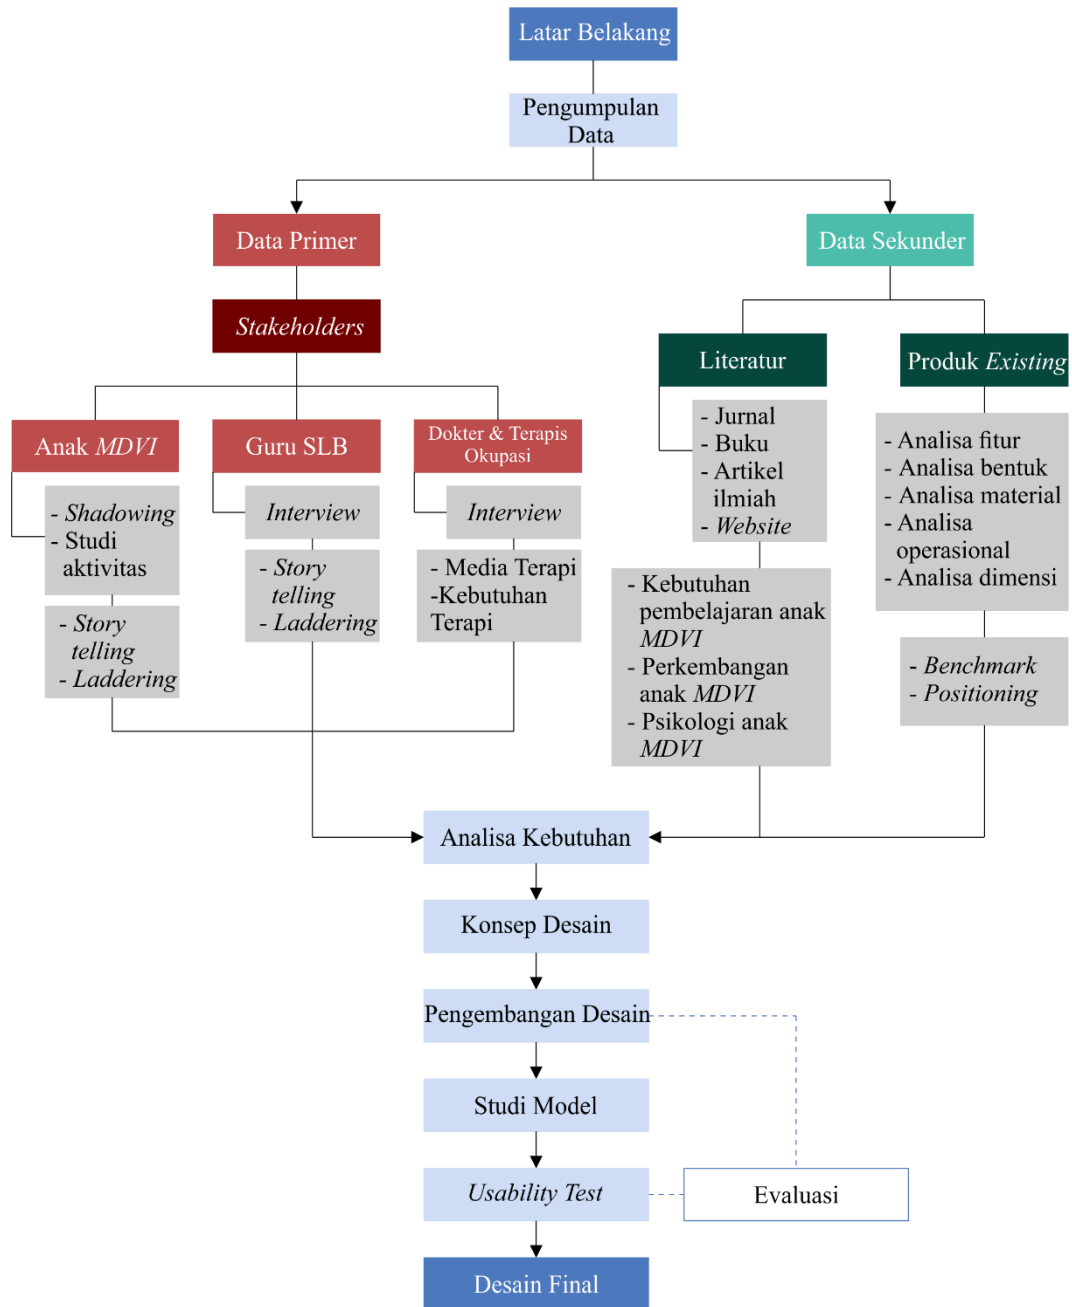 Latar Belakang
Pengumpulan
Data
Data Primer
Data Sekunder
Stakeholders
Literatur
Produk Existing
Anak MDVI
Guru SLB
Dokter & Terapis
Okupasi
- Shadowing
- Studi
aktivitas
- Story
telling
- Laddering
Interview
- Story
telling
- Laddering
Interview
- Media Terapi
-Kebutuhan
Terapi
- Jurnal
- Buku
- Artikel
ilmiah
- Website
- Kebutuhan
pembelajaran anak
MDVI
- Perkembangan
anak MDVI
- Psikologi anak
MDVI
- Analisa fitur
- Analisa bentuk
- Analisa material
- Analisa
operasional
- Analisa dimensi
- Benchmark
- Positioning
Analisa Kebutuhan
Konsep Desain
Pengembangan Desain
Studi Model
Usability Test
Evaluasi
Desain Final